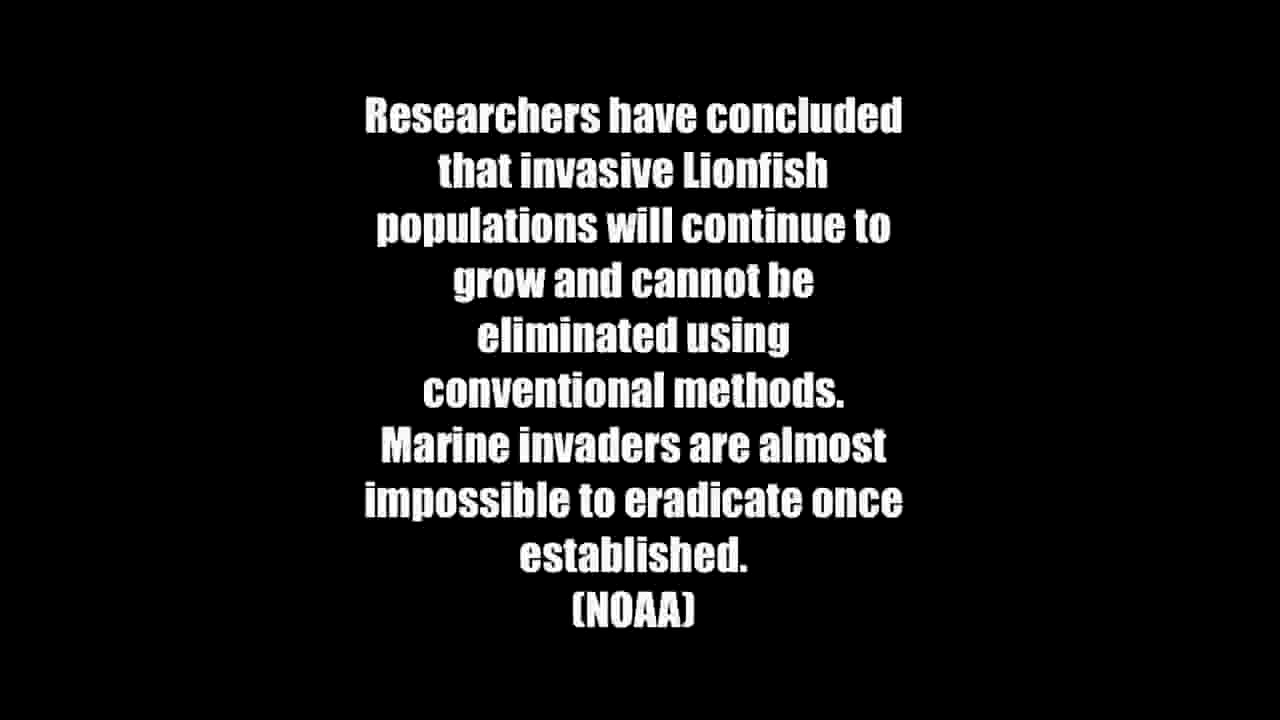 Researchers have concluded
that invasive Lionfish
populations will continue to
grow and cannot be
eliminated using
conventional methods.
Marine invaders are almost
impossible to eradicate once
established.
(NOAA)